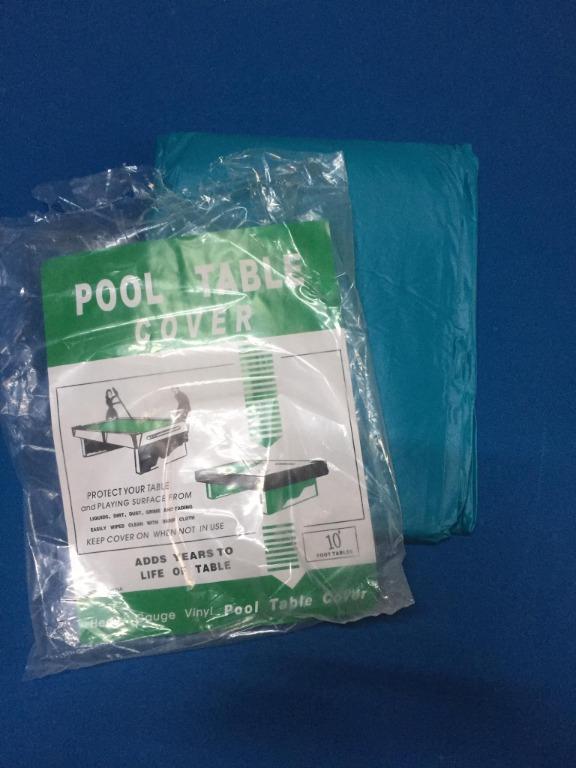 POOL TABLE
COVER
PROTECT YOUR TABLE
and PLAYING SURFACE FROM
LIQUIDS, DIRT, DUST, GRIME AND FADING
EASILY WIPED CLEAN WITH DAMP CLOTH
KEEP COVER ON WHEN NOT IN USE
10'
FOOT TABLES
ADDS YEARS TO
LIFE OF TABLE
Gauge Vinyl Pool Table Cover